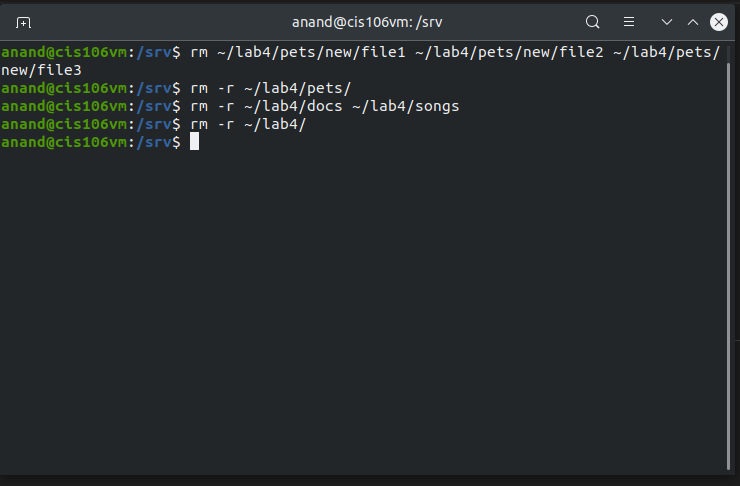 anand@cis106vm: /srv
anand@cis106vm:/srv$ rm ~/lab4/pets/new/file1 ~/lab4/pets/new/file2 ~/lab4/pets/
new/file3
anand@cis106vm:/srv$ rm -r ~/lab4/pets/
anand@cis106vm:/srv$ rm -r ~/lab4/docs ~/lab4/songs
anand@cis106vm:/srv$ rm -r ~/lab4/
anand@cis106vm:/srv$